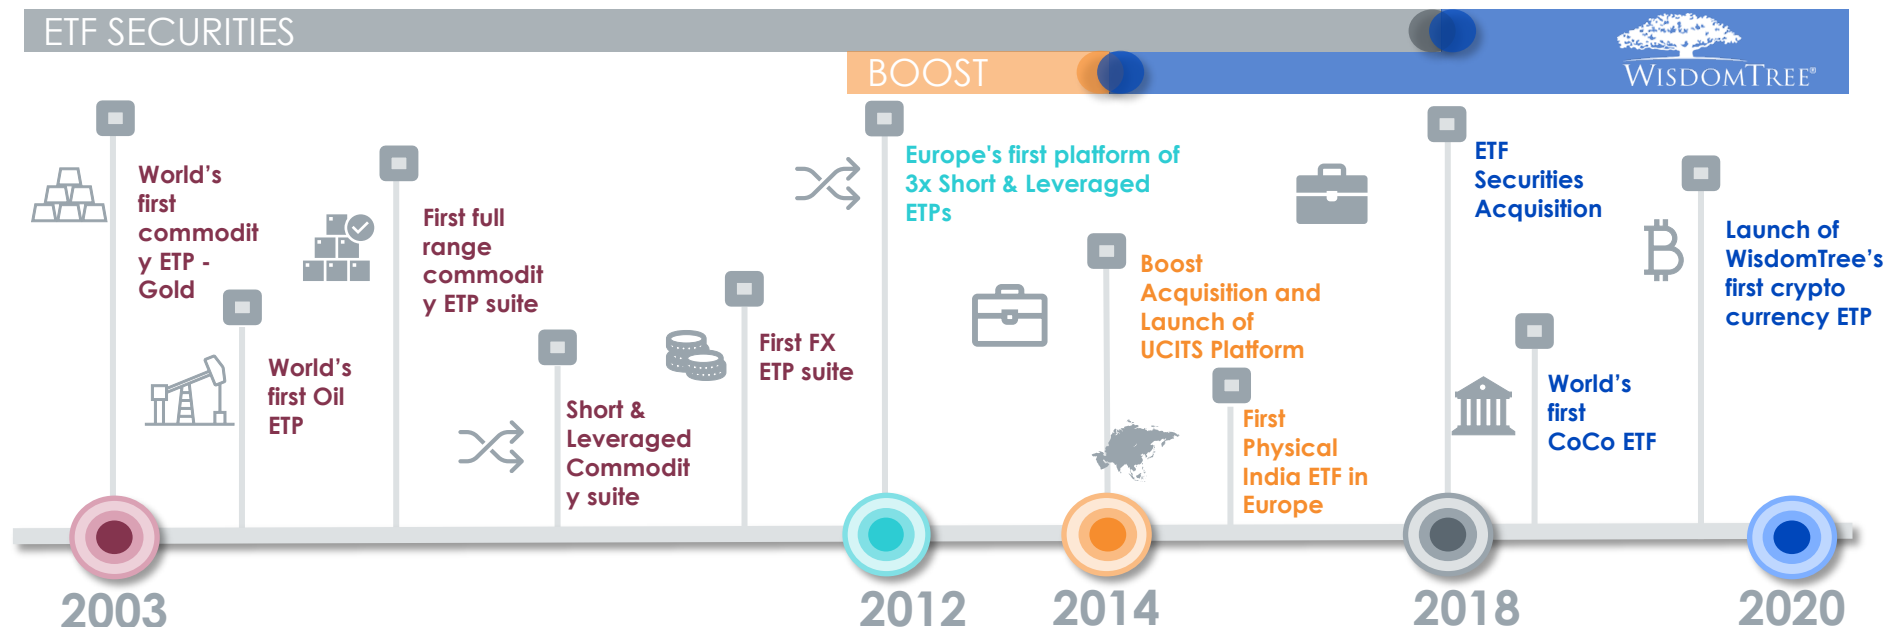 ETF SECURITIES
BOOST
WISDOMTREE®
World's
first
commodit
y ETP -
Gold
World's
first Oil
ETP
First full
range
commodit
y ETP suite
Short &
Leveraged
Commodit
y suite
First FX
ETP suite
Europe's first platform of
3x Short & Leveraged
ETPs
Boost
Acquisition and
Launch of
UCITS Platform
First
Physical
India ETF in
Europe
ETF
Securities
Acquisition
World's
first
CoCo ETF
Launch of
WisdomTree's
first crypto
currency ETP
2003
2012
2014
2018
2020